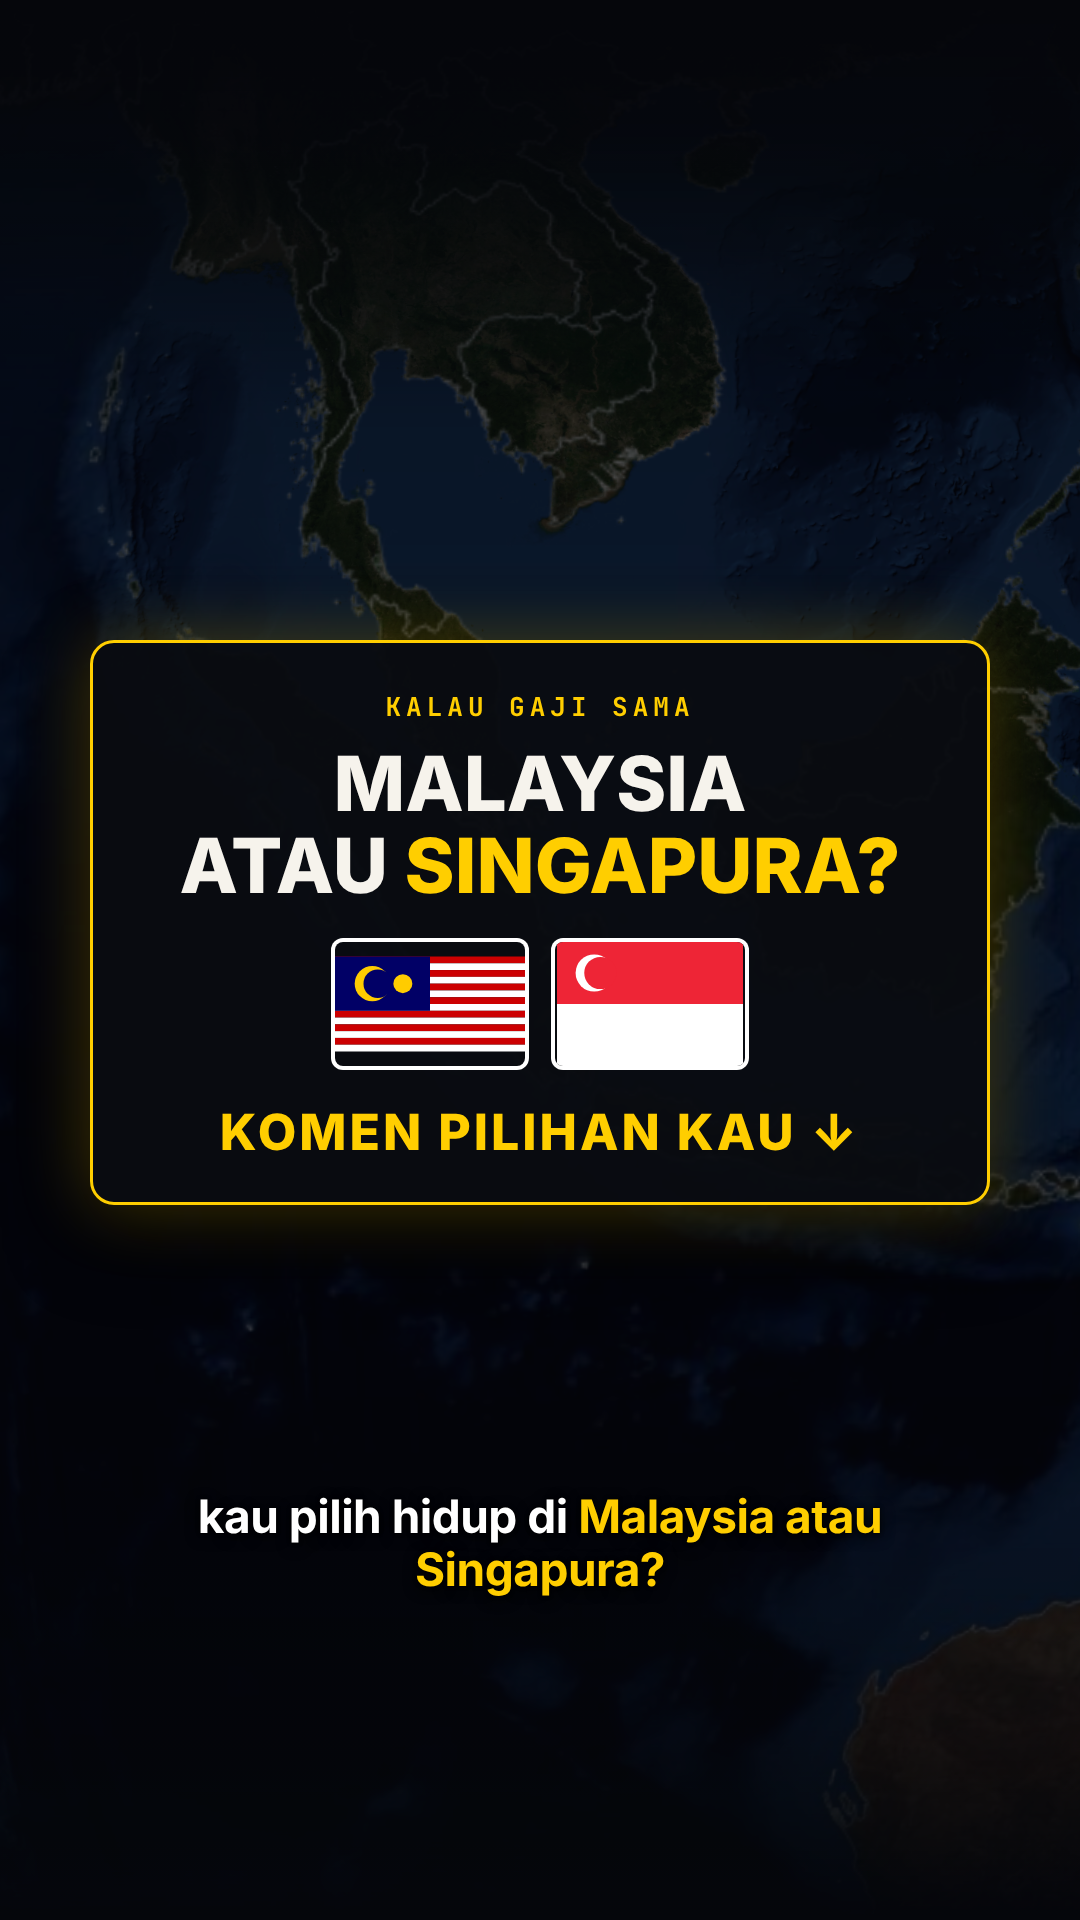 KALAU GAJI SAMA
MALAYSIA
ATAU SINGAPURA?
KOMEN PILIHAN KAU ↓
kau pilih hidup di Malaysia atau
Singapura?